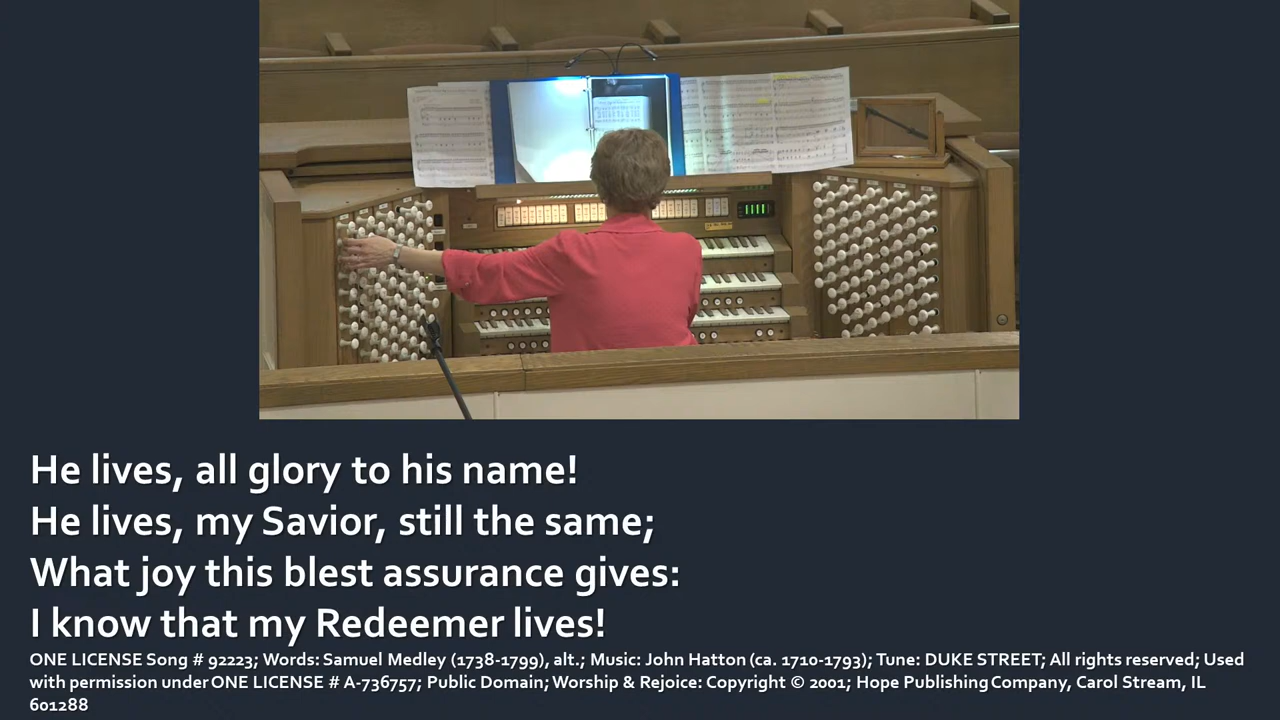 He lives, all glory to his name!
He lives, my Savior, still the same;
What joy this blest assurance gives:
I know that my Redeemer lives!
ONE LICENSE Song # 92223; Words: Samuel Medley (1738-1799), alt.; Music: John Hatton (ca. 1710-1793); Tune: DUKE STREET; All rights reserved; Used
with permission under ONE LICENSE # A-736757; Public Domain; Worship & Rejoice: Copyright © 2001; Hope Publishing Company, Carol Stream, IL
601288